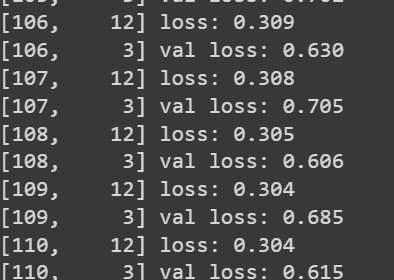 [106,    12] loss: 0.309
[106,     3] val loss: 0.630
[107,    12] loss: 0.308
[107,     3] val loss: 0.705
[108,    12] loss: 0.305
[108,     3] val loss: 0.606
[109,    12] loss: 0.304
[109,     3] val loss: 0.685
[110,    12] loss: 0.304
[110,     3] val loss: 0.615